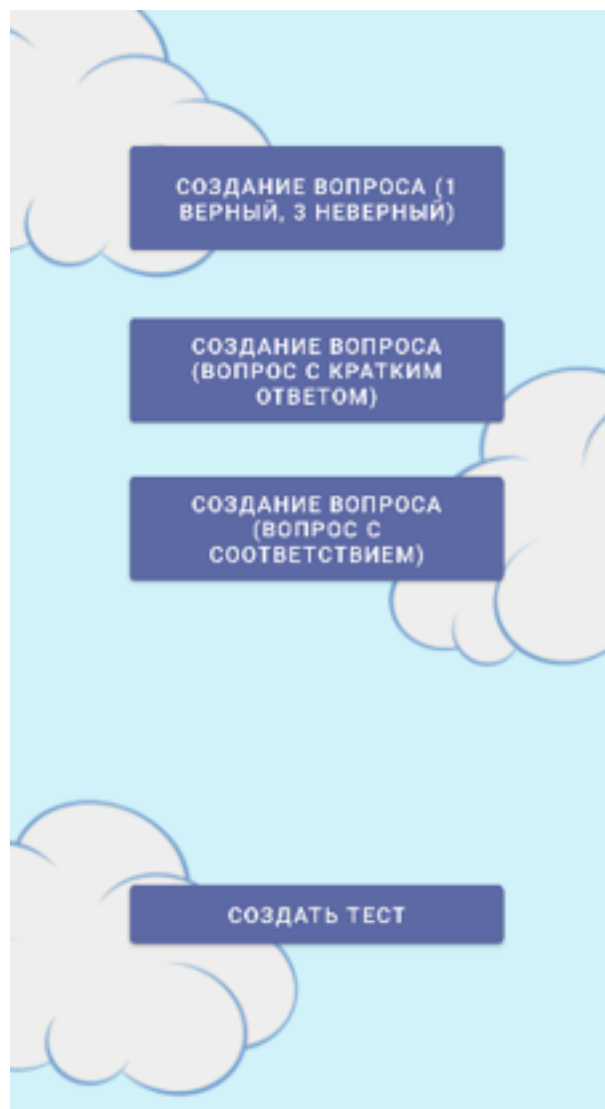 СОЗДАНИЕ ВОПРОСА (1
ВЕРНЫЙ, 3 НЕВЕРНЫЙ)
СОЗДАНИЕ ВОПРОСА
(ВОПРОС С КРАТКИМ
ОТВЕТОМ)
СОЗДАНИЕ ВОПРОСА
(ВОПРОС С
СООТВЕТСТВИЕМ)
СОЗДАТЬ ТЕСТ